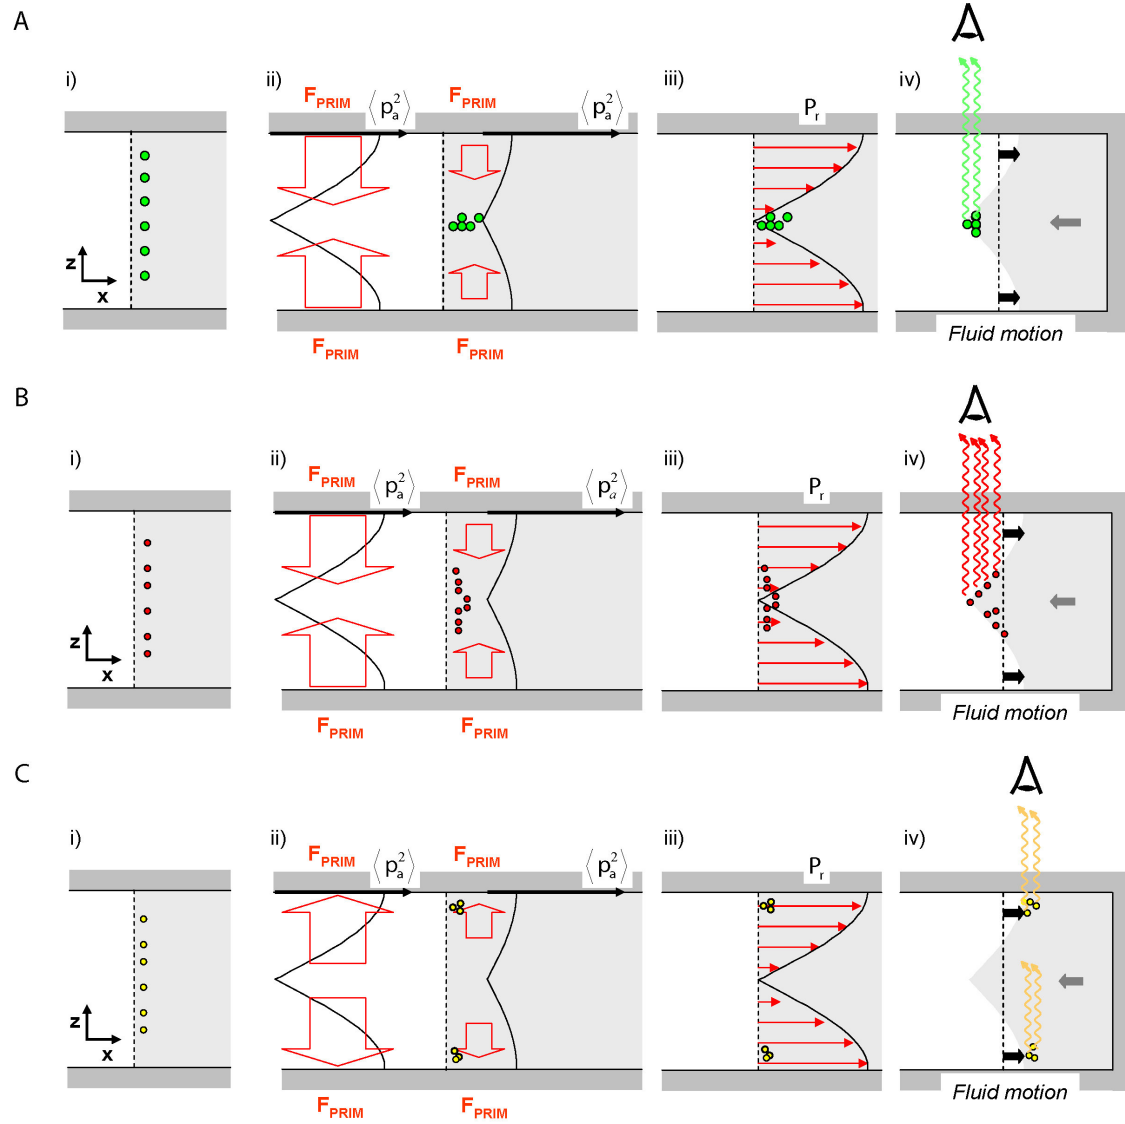 A
i)
ii)
iii)
iv)
F_PRIM
⟨p_a^2⟩
F_PRIM
⟨p_a^2⟩
P_r
z
x
F_PRIM
F_PRIM
Fluid motion
B
i)
ii)
iii)
iv)
F_PRIM
⟨p_a^2⟩
F_PRIM
⟨p_a^2⟩
P_r
z
x
F_PRIM
F_PRIM
Fluid motion
C
i)
ii)
iii)
iv)
F_PRIM
⟨p_a^2⟩
F_PRIM
⟨p_a^2⟩
P_r
z
x
F_PRIM
F_PRIM
Fluid motion